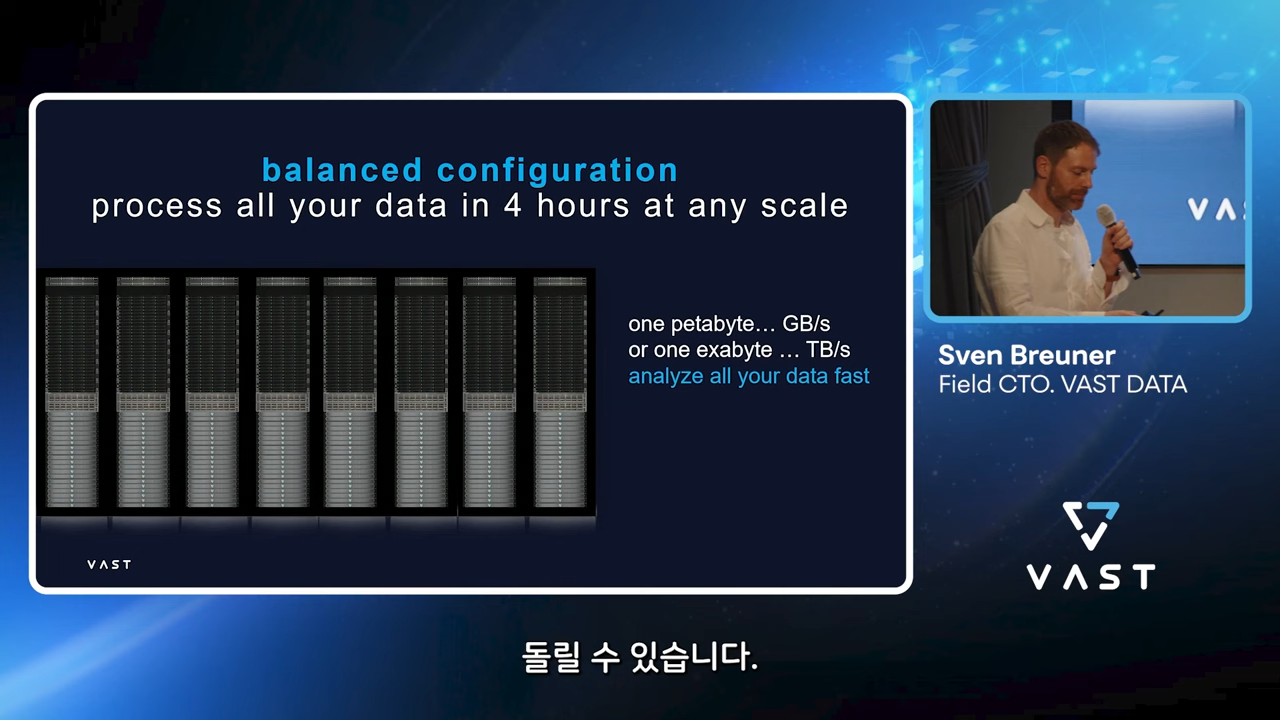 balanced configuration
process all your data in 4 hours at any scale
one petabyte… GB/s
or one exabyte … TB/s
analyze all your data fast
VAST
VAS
Sven Breuner
Field CTO. VAST DATA
VAST
돌릴 수 있습니다.